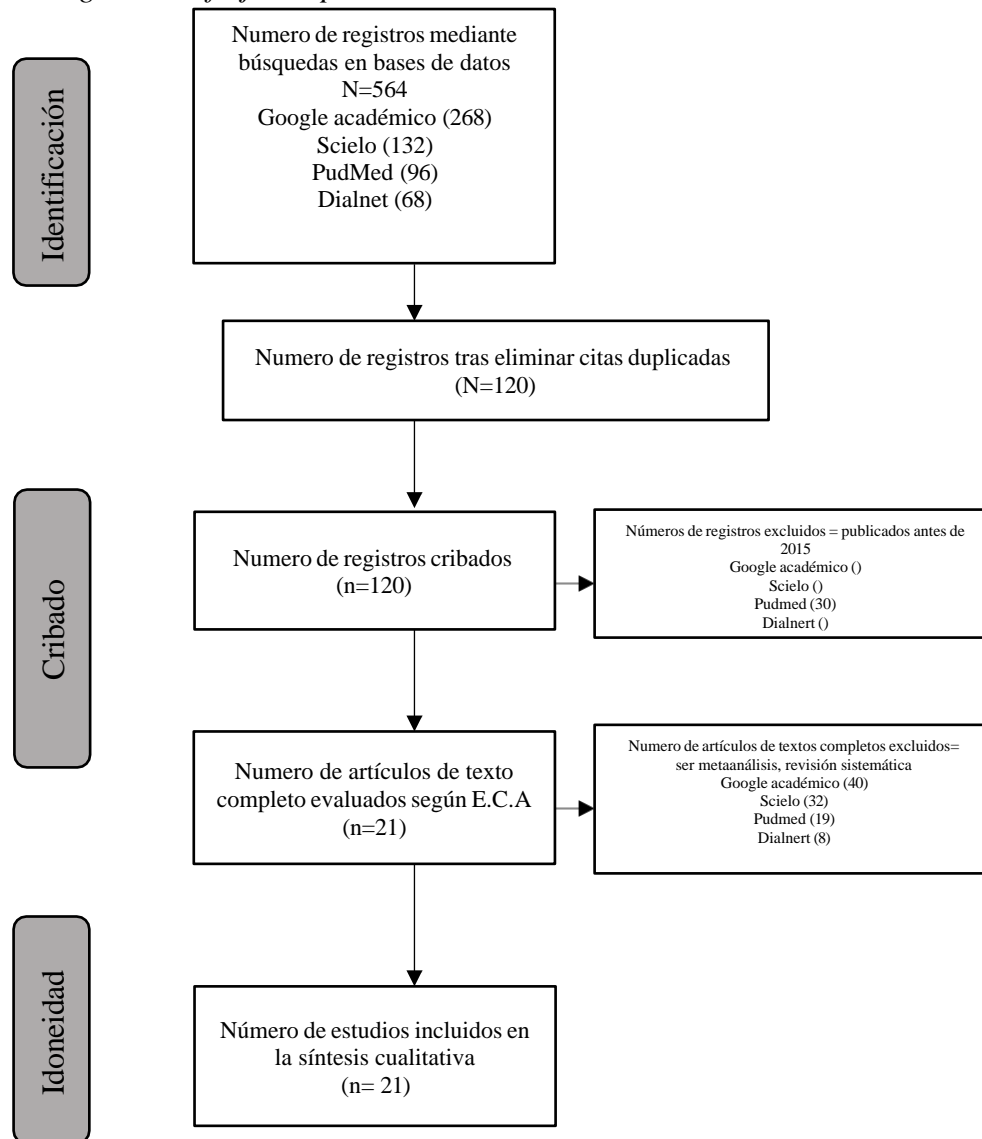 Identificación
Numero de registros mediante
búsquedas en bases de datos
N=564
Google académico (268)
Scielo (132)
PudMed (96)
Dialnet (68)
Numero de registros tras eliminar citas duplicadas
(N=120)
Cribado
Numero de registros cribados
(n=120)
Números de registros excluidos = publicados antes de
2015
Google académico ()
Scielo ()
Pudmed (30)
Dialnert ()
Numero de artículos de texto
completo evaluados según E.C.A
(n=21)
Numero de artículos de textos completos excluidos=
ser metaanálisis, revisión sistemática
Google académico (40)
Scielo (32)
Pudmed (19)
Dialnert (8)
Idoneidad
Número de estudios incluidos en
la síntesis cualitativa
(n= 21)